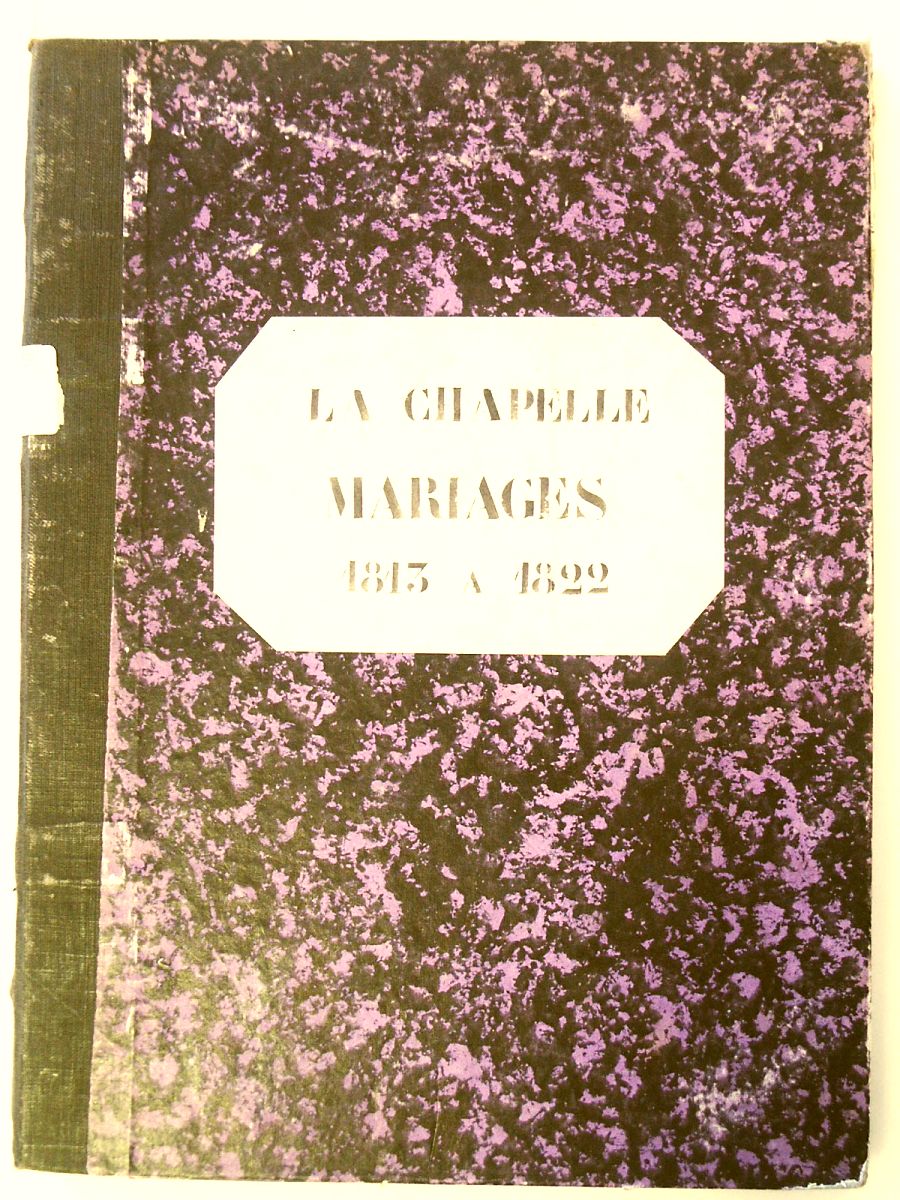 LA CHAPELLE
MARIAGES
1813 A 1822